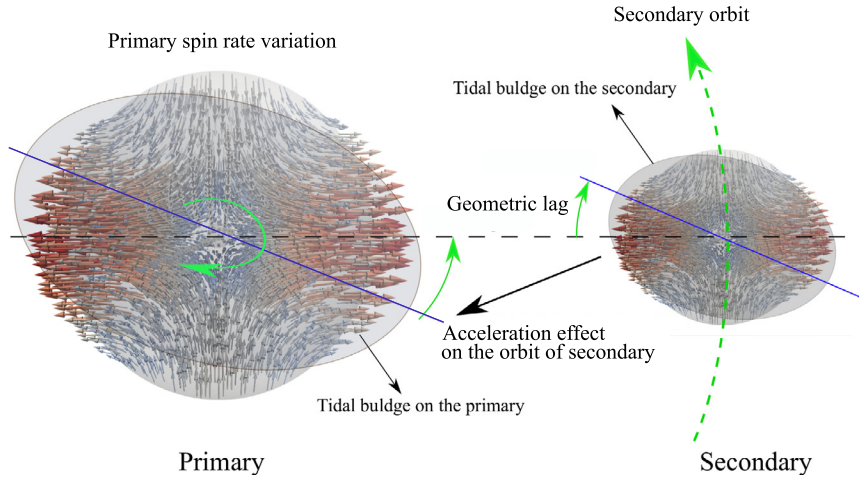 Secondary orbit
Primary spin rate variation
Tidal buldge on the secondary
Geometric lag
Acceleration effect
on the orbit of secondary
Tidal buldge on the primary
Primary
Secondary